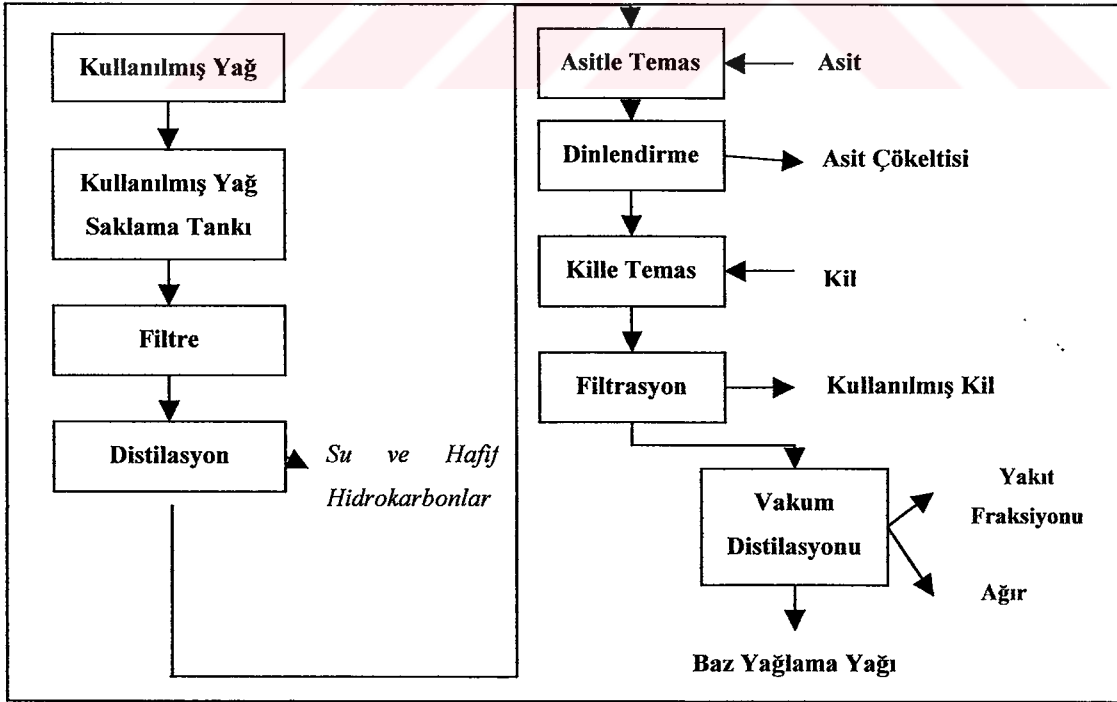 Kullanılmış Yağ
Kullanılmış Yağ
Saklama Tankı
Filtre
Distilasyon
Su ve Hafif
Hidrokarbonlar
Asitle Temas
Asit
Dinlendirme
Asit Çökeltisi
Kille Temas
Kil
Filtrasyon
Kullanılmış Kil
Vakum
Distilasyonu
Yakıt
Fraksiyonu
Ağır
Baz Yağlama Yağı